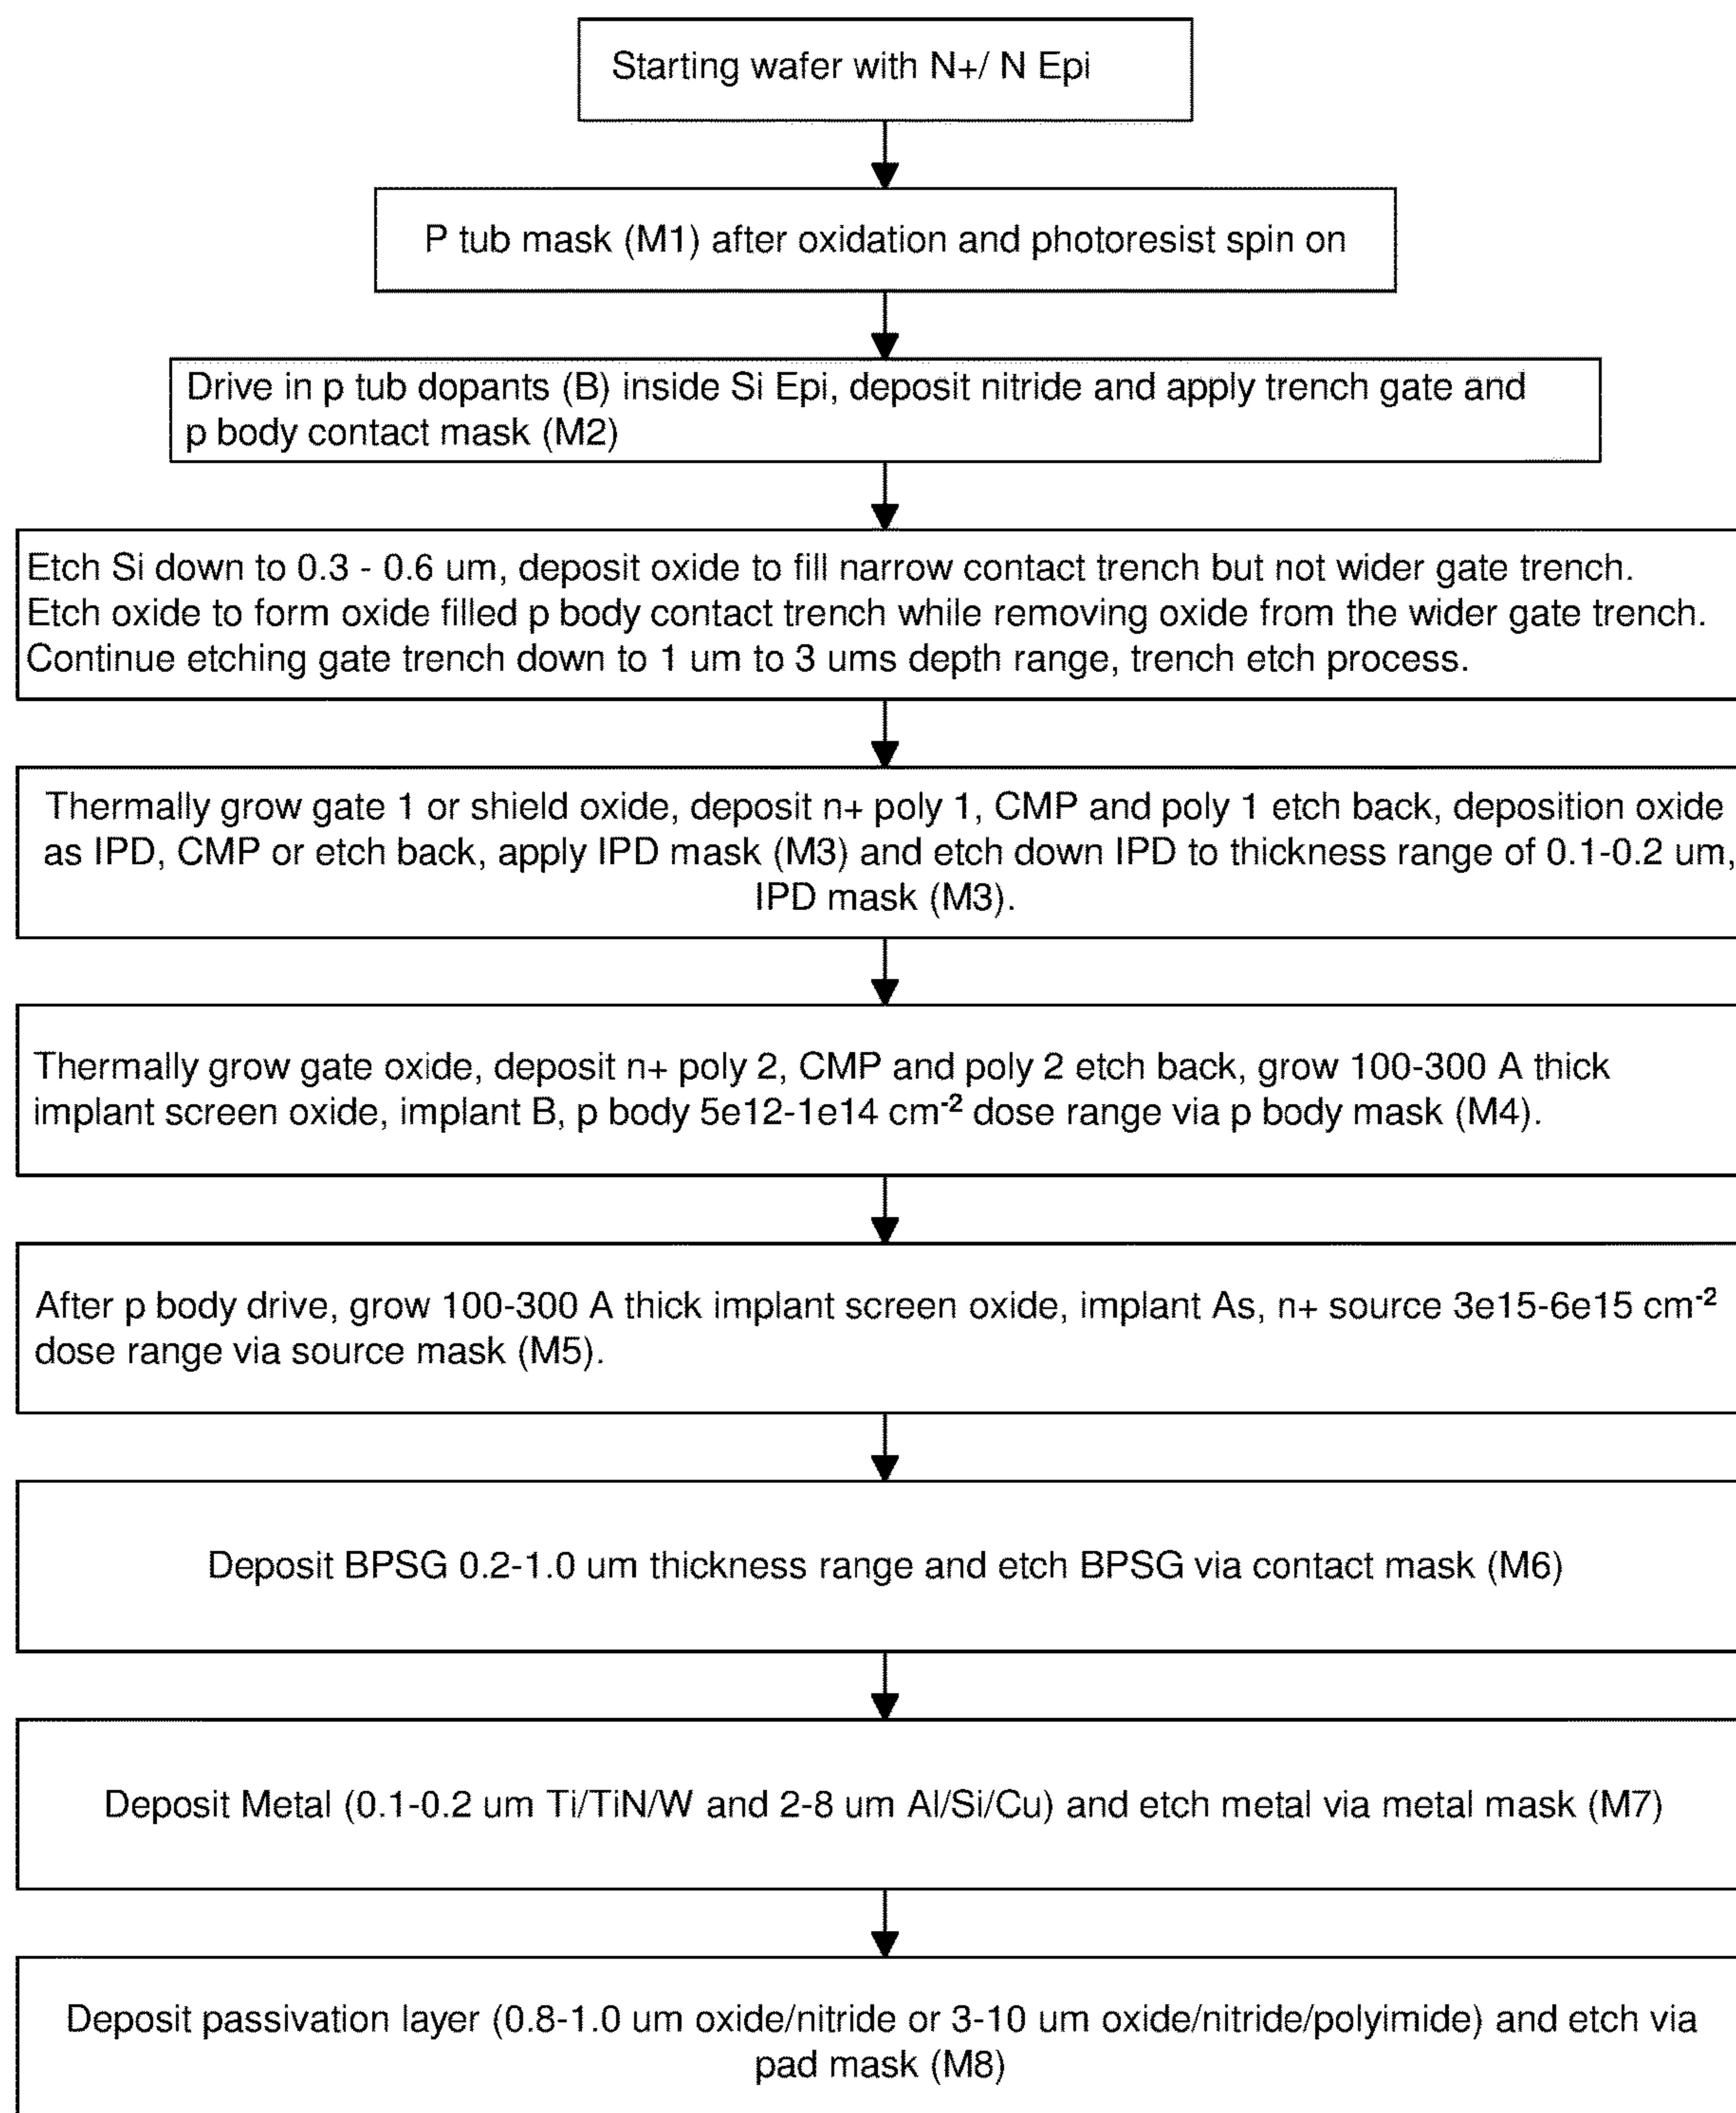 Starting wafer with N+/ N Epi
P tub mask (M1) after oxidation and photoresist spin on
Drive in p tub dopants (B) inside Si Epi, deposit nitride and apply trench gate and
p body contact mask (M2)
Etch Si down to 0.3 - 0.6 um, deposit oxide to fill narrow contact trench but not wider gate trench.
Etch oxide to form oxide filled p body contact trench while removing oxide from the wider gate trench.
Continue etching gate trench down to 1 um to 3 ums depth range, trench etch process.
Thermally grow gate 1 or shield oxide, deposit n+ poly 1, CMP and poly 1 etch back, deposition oxide
as IPD, CMP or etch back, apply IPD mask (M3) and etch down IPD to thickness range of 0.1-0.2 um,
IPD mask (M3).
Thermally grow gate oxide, deposit n+ poly 2, CMP and poly 2 etch back, grow 100-300 A thick
implant screen oxide, implant B, p body 5e12-1e14 cm⁻² dose range via p body mask (M4).
After p body drive, grow 100-300 A thick implant screen oxide, implant As, n+ source 3e15-6e15 cm⁻²
dose range via source mask (M5).
Deposit BPSG 0.2-1.0 um thickness range and etch BPSG via contact mask (M6)
Deposit Metal (0.1-0.2 um Ti/TiN/W and 2-8 um Al/Si/Cu) and etch metal via metal mask (M7)
Deposit passivation layer (0.8-1.0 um oxide/nitride or 3-10 um oxide/nitride/polyimide) and etch via
pad mask (M8)